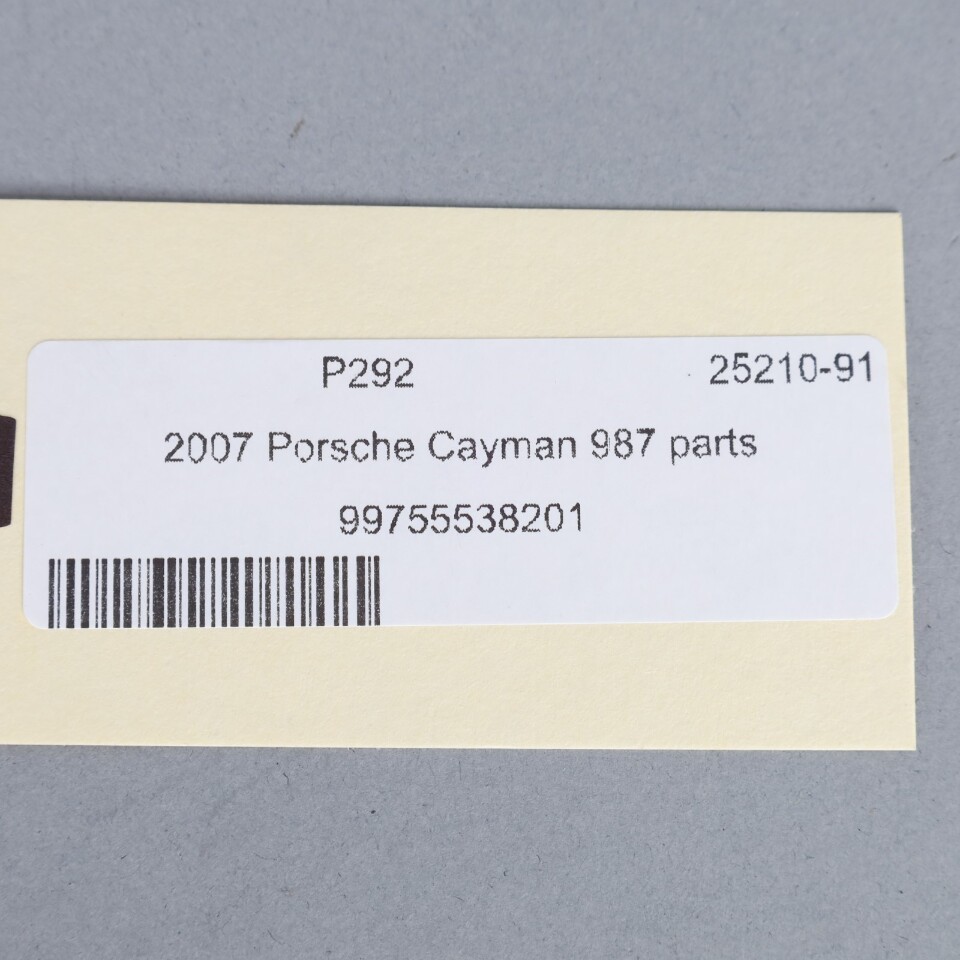 P292 25210-91
2007 Porsche Cayman 987 parts
99755538201